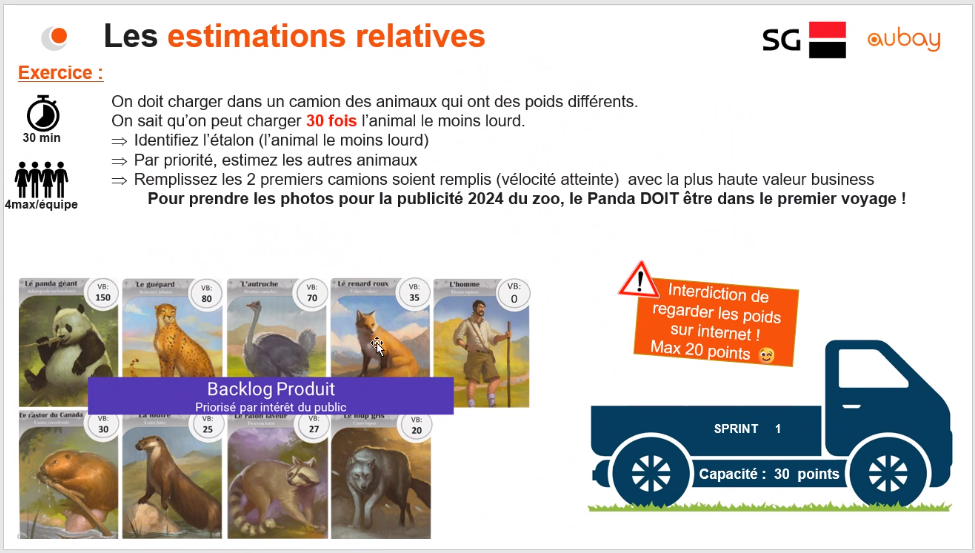 Les estimations relatives
SG
aubay
Exercice :
30 min
4max/équipe
On doit charger dans un camion des animaux qui ont des poids différents.
On sait qu'on peut charger 30 fois l'animal le moins lourd.
⇒ Identifiez l'étalon (l'animal le moins lourd)
⇒ Par priorité, estimez les autres animaux
⇒ Remplissez les 2 premiers camions soient remplis (vélocité atteinte) avec la plus haute valeur business
Pour prendre les photos pour la publicité 2024 du zoo, le Panda DOIT être dans le premier voyage !
Le panda géant
VB:
150
Le guépard
VB:
80
L'autruche
VB:
70
Le renard roux
VB:
35
L'homme
VB:
0
Backlog Produit
Priorisé par intérêt du public
Le castor du Canada
VB:
30
La loutre
VB:
25
Le raton laveur
VB:
27
Le loup gris
VB:
20
!
Interdiction de
regarder les poids
sur internet !
Max 20 points
SPRINT 1
Capacité : 30 points